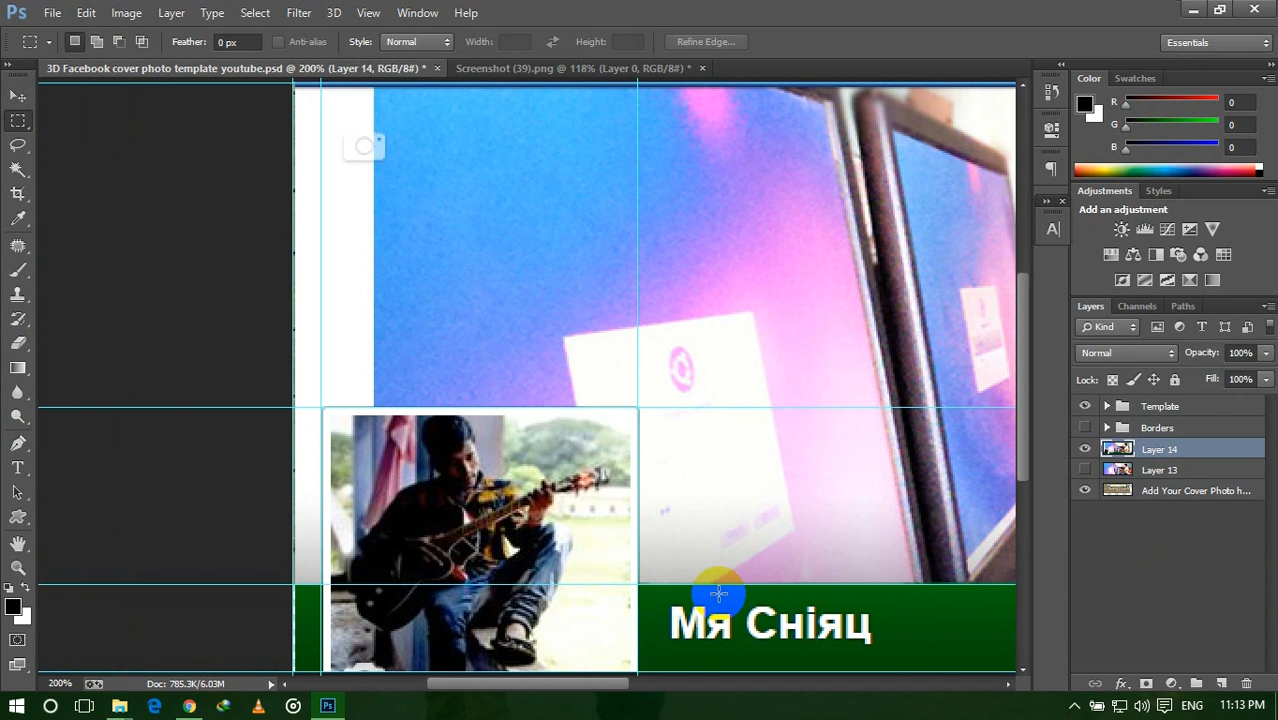 Ps File Edit Image Layer Type Select Filter 3D View Window Help
Feather: 0 px Anti-alias Style: Normal Width: Height: Refine Edge... Essentials
3D Facebook cover photo template youtube.psd @ 200% (Layer 14, RGB/8#) * × Screenshot (39).png @ 118% (Layer 0, RGB/8#) * ×
Color Swatches
R 0
G 0
B 0
Adjustments Styles
Add an adjustment
Layers Channels Paths
Kind
Normal Opacity: 100%
Lock: Fill: 100%
Template
Borders
Layer 14
Layer 13
Add Your Cover Photo h...
Мя Сніяц
200% Doc: 785.3K/6.03M
ENG 11:13 PM